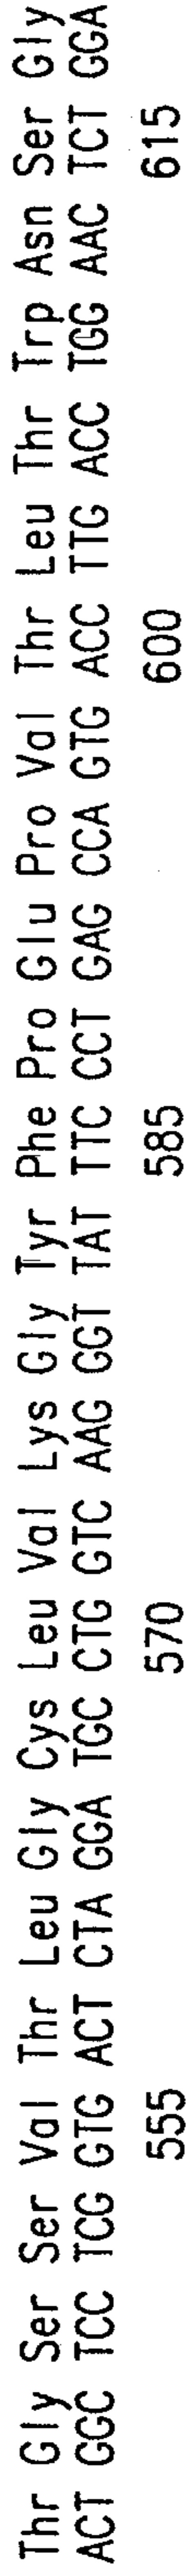 Thr Gly Ser Ser Val Thr Leu Gly Cys Leu Val Lys Gly Tyr Phe Pro Glu Pro Val Thr Leu Thr Trp Asn Ser Gly
ACT GGC TCC TCG GTG ACT CTA GGA TGC CTG GTC AAG GGT TAT TTC CCT GAG CCA GTG ACC TTG ACC TGG AAC TCT GGA
555 570 585 600 615